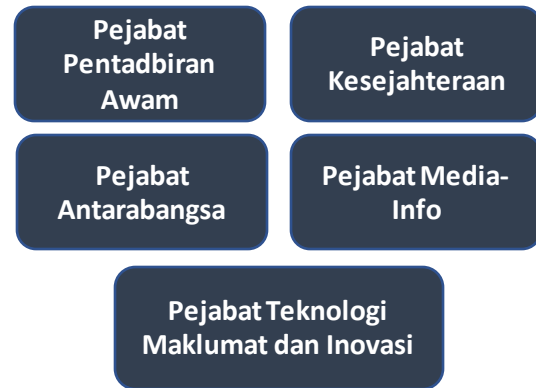 Pejabat
Pentadbiran
Awam
Pejabat
Kesejahteraan
Pejabat
Antarabangsa
Pejabat Media-
Info
Pejabat Teknologi
Maklumat dan Inovasi